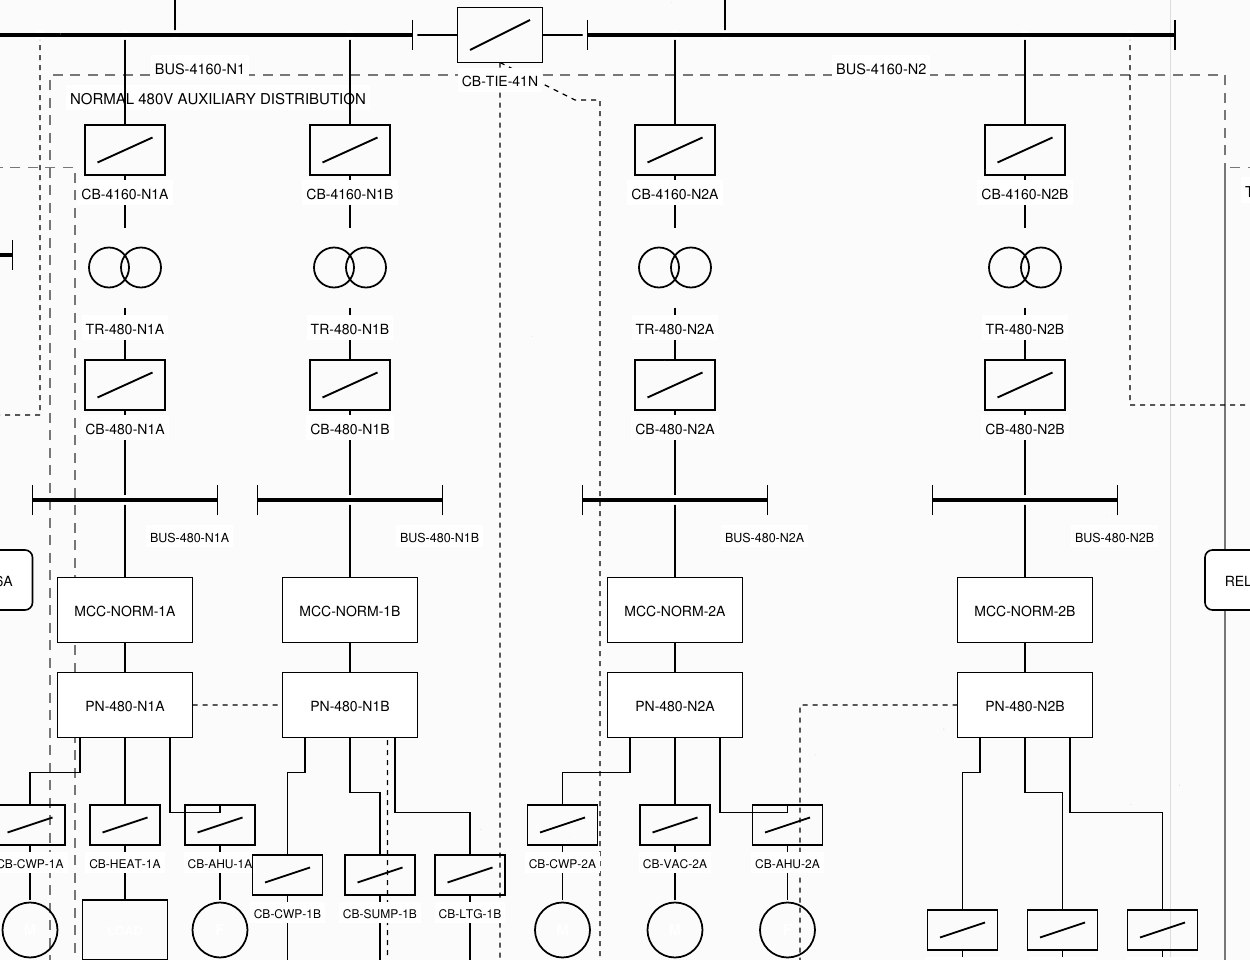 CB-TIE-41N
BUS-4160-N1
BUS-4160-N2
NORMAL 480V AUXILIARY DISTRIBUTION
CB-4160-N1A
CB-4160-N1B
CB-4160-N2A
CB-4160-N2B
TR-480-N1A
TR-480-N1B
TR-480-N2A
TR-480-N2B
CB-480-N1A
CB-480-N1B
CB-480-N2A
CB-480-N2B
BUS-480-N1A
BUS-480-N1B
BUS-480-N2A
BUS-480-N2B
6A
REL
MCC-NORM-1A
MCC-NORM-1B
MCC-NORM-2A
MCC-NORM-2B
PN-480-N1A
PN-480-N1B
PN-480-N2A
PN-480-N2B
CB-CWP-1A
CB-HEAT-1A
CB-AHU-1A
CB-CWP-2A
CB-VAC-2A
CB-AHU-2A
CB-CWP-1B
CB-SUMP-1B
CB-LTG-1B